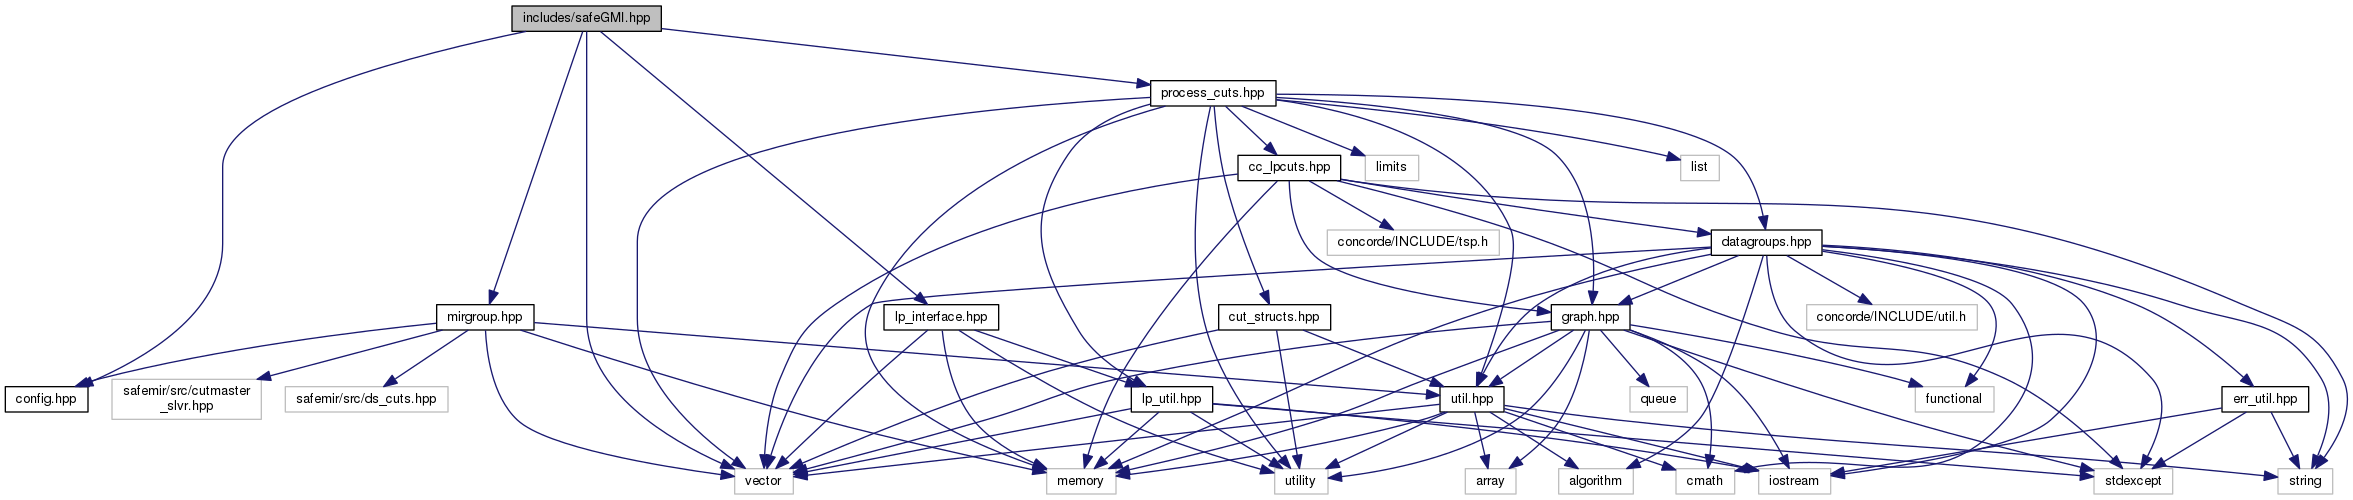 includes/safeGMI.hpp
process_cuts.hpp
cc_lpcuts.hpp
limits
list
concorde/INCLUDE/tsp.h
datagroups.hpp
mirgroup.hpp
lp_interface.hpp
cut_structs.hpp
graph.hpp
concorde/INCLUDE/util.h
config.hpp
safemir/src/cutmaster
_slvr.hpp
safemir/src/ds_cuts.hpp
lp_util.hpp
util.hpp
queue
functional
err_util.hpp
vector
memory
utility
array
algorithm
cmath
iostream
stdexcept
string